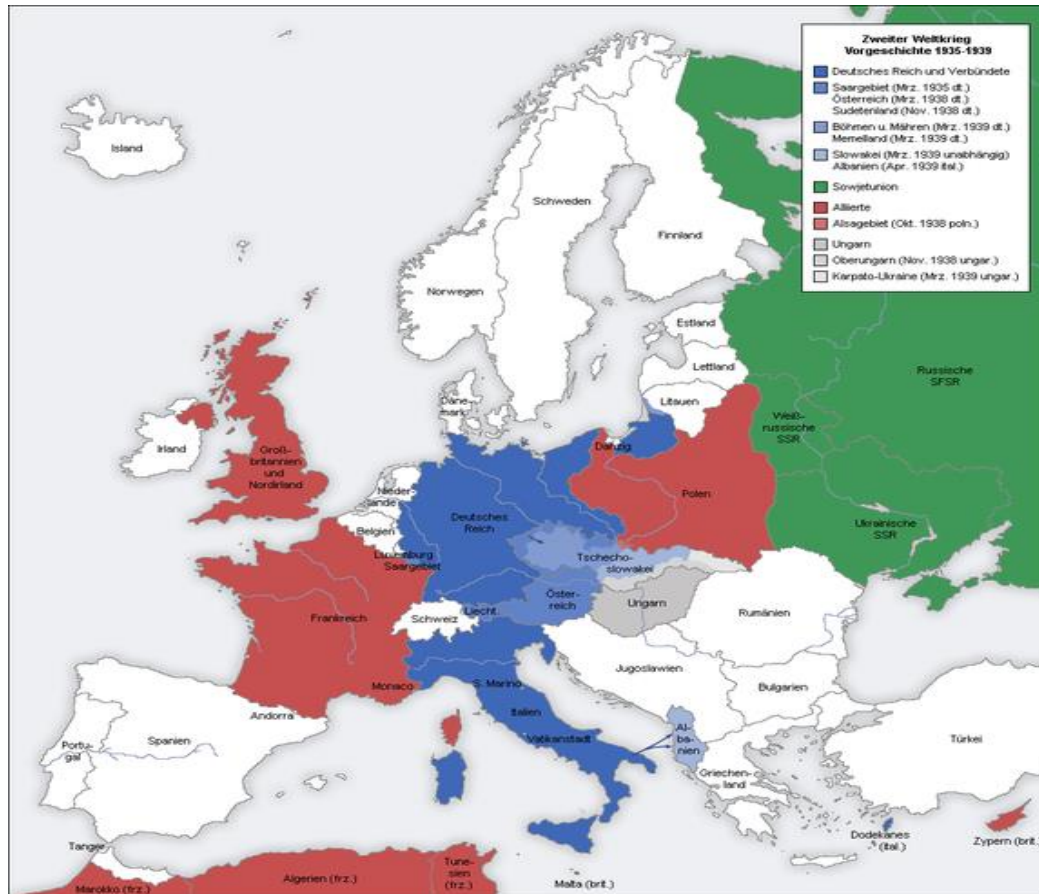 Zweiter Weltkrieg
Vorgeschichte 1935-1939
Deutsches Reich und Verbündete
Saargebiet (Mrz. 1935 dt.)
Österreich (Mrz. 1938 dt.)
Sudetenland (Nov. 1938 dt.)
Böhmen u. Mähren (Mrz. 1939 dt.)
Memelland (Mrz. 1939 dt.)
Slowakei (Mrz. 1939 unabhängig)
Albanien (Apr. 1939 ital.)
Sowjetunion
Alliierte
Alsagebiet (Okt. 1938 poln.)
Ungarn
Oberungarn (Nov. 1938 ungar.)
Karpato-Ukraine (Mrz. 1939 ungar.)
Island
Schweden
Finnland
Norwegen
Estland
Lettland
Russische
SFSR
Litauen
Däne
mark
Weiß-
russische
SSR
Irland
Groß-
britannien
und
Nordirland
Danzig
Polen
Nieder-
lande
Deutsches
Reich
Belgien
Ukrainische
SSR
Luxemburg
Saargebiet
Tschecho-
slowakei
Frankreich
Schweiz
Liecht.
Öster-
reich
Ungarn
Rumänien
Jugoslawien
Monaco
S. Marino
Bulgarien
Andorra
Italien
Portu-
gal
Spanien
Vatikanstadt
Al-
ba-
nien
Türkei
Griechen-
land
Dodekanes
(ital.)
Zypern (brit.)
Tanger
Marokko (frz.)
Algerien (frz.)
Tune-
sien
(frz.)
Malta (brit.)